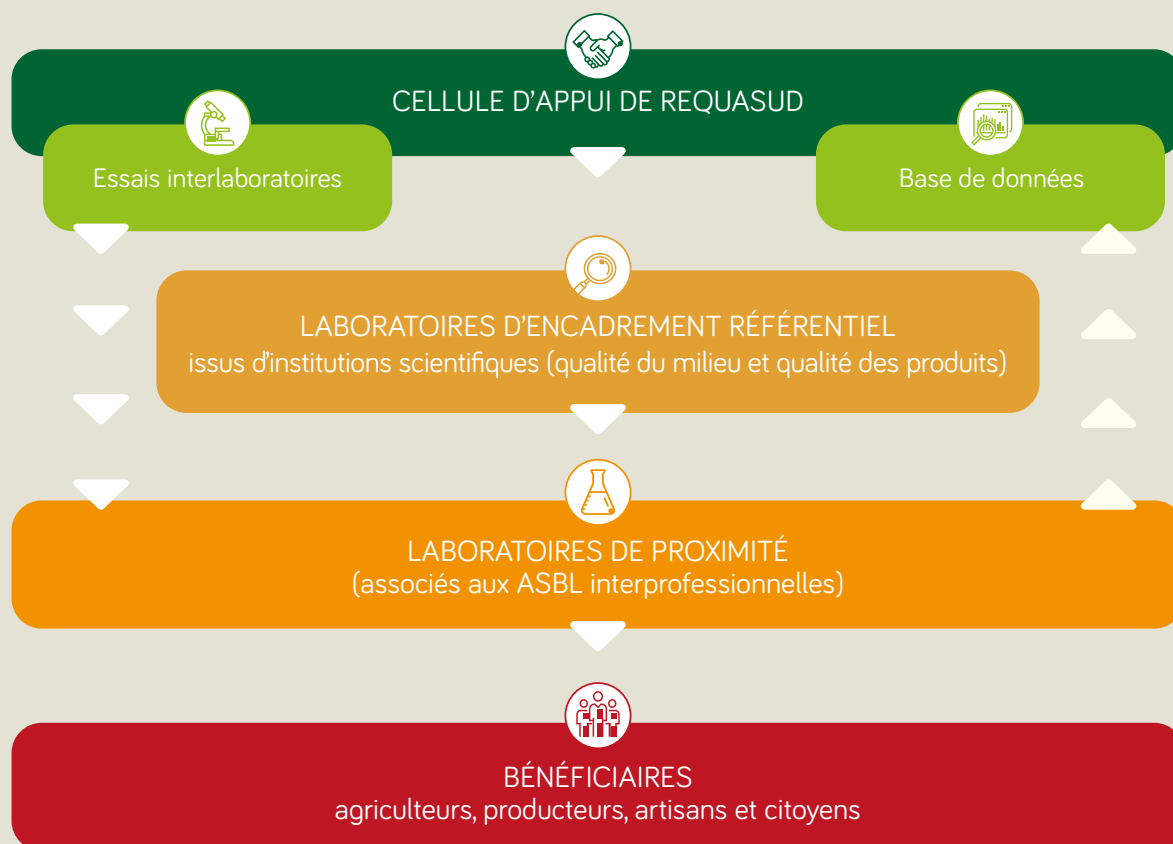 CELLULE D'APPUI DE REQUASUD
Essais interlaboratoires
Base de données
LABORATOIRES D'ENCADREMENT RÉFÉRENTIEL
issus d'institutions scientifiques (qualité du milieu et qualité des produits)
LABORATOIRES DE PROXIMITÉ
(associés aux ASBL interprofessionnelles)
BÉNÉFICIAIRES
agriculteurs, producteurs, artisans et citoyens